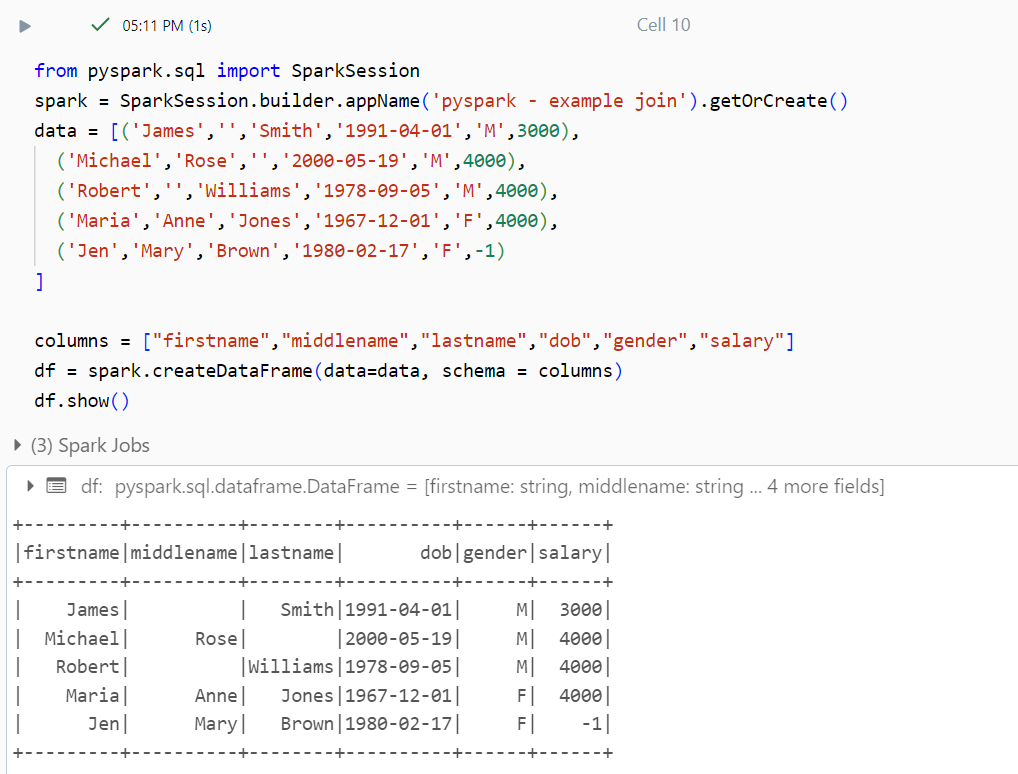 05:11 PM (1s) Cell 10
from pyspark.sql import SparkSession
spark = SparkSession.builder.appName('pyspark - example join').getOrCreate()
data = [('James','','Smith','1991-04-01','M',3000),
  ('Michael','Rose','','2000-05-19','M',4000),
  ('Robert','','Williams','1978-09-05','M',4000),
  ('Maria','Anne','Jones','1967-12-01','F',4000),
  ('Jen','Mary','Brown','1980-02-17','F',-1)
]
columns = ["firstname","middlename","lastname","dob","gender","salary"]
df = spark.createDataFrame(data=data, schema = columns)
df.show()
(3) Spark Jobs
df: pyspark.sql.dataframe.DataFrame = [firstname: string, middlename: string ... 4 more fields]
+---------+----------+--------+----------+------+------+
|firstname|middlename|lastname|       dob|gender|salary|
+---------+----------+--------+----------+------+------+
|    James|          |   Smith|1991-04-01|     M|  3000|
|  Michael|      Rose|        |2000-05-19|     M|  4000|
|   Robert|          |Williams|1978-09-05|     M|  4000|
|    Maria|      Anne|   Jones|1967-12-01|     F|  4000|
|      Jen|      Mary|   Brown|1980-02-17|     F|    -1|
+---------+----------+--------+----------+------+------+